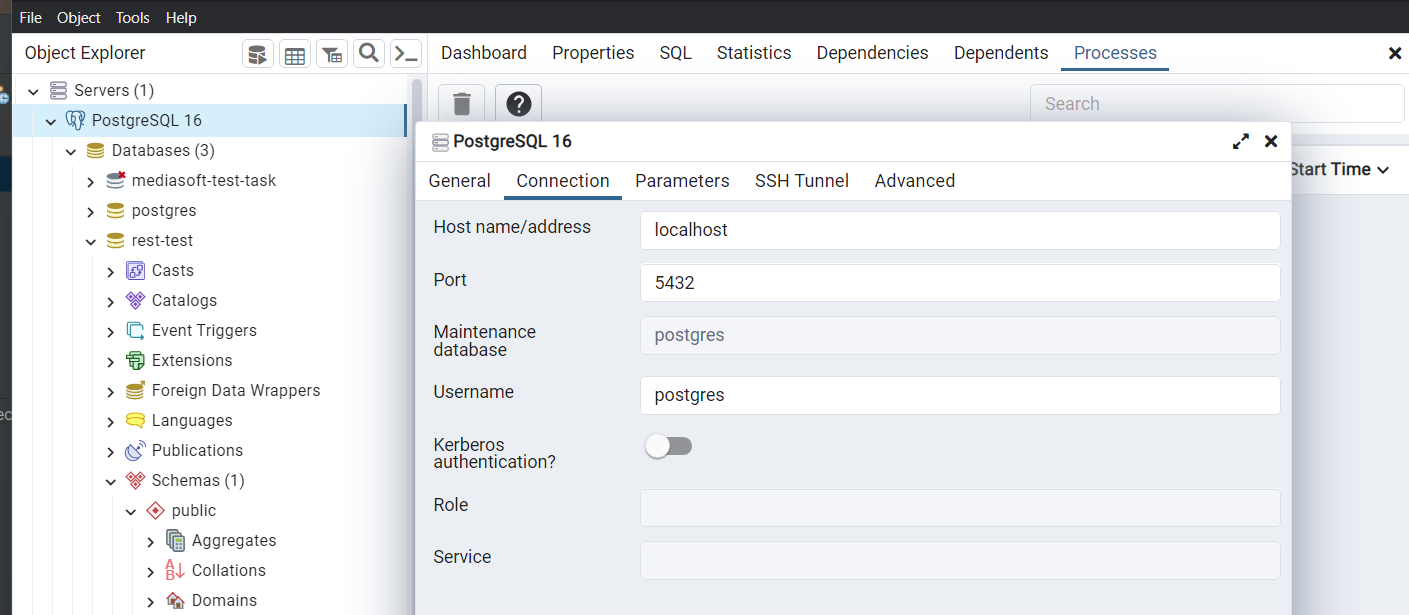 File Object Tools Help
Object Explorer
Dashboard Properties SQL Statistics Dependencies Dependents Processes
Servers (1)
PostgreSQL 16
Databases (3)
mediasoft-test-task
postgres
rest-test
Casts
Catalogs
Event Triggers
Extensions
Foreign Data Wrappers
Languages
Publications
Schemas (1)
public
Aggregates
Collations
Domains
Search
Start Time
PostgreSQL 16
General Connection Parameters SSH Tunnel Advanced
Host name/address localhost
Port 5432
Maintenance
database
postgres
Username postgres
Kerberos
authentication?
Role
Service